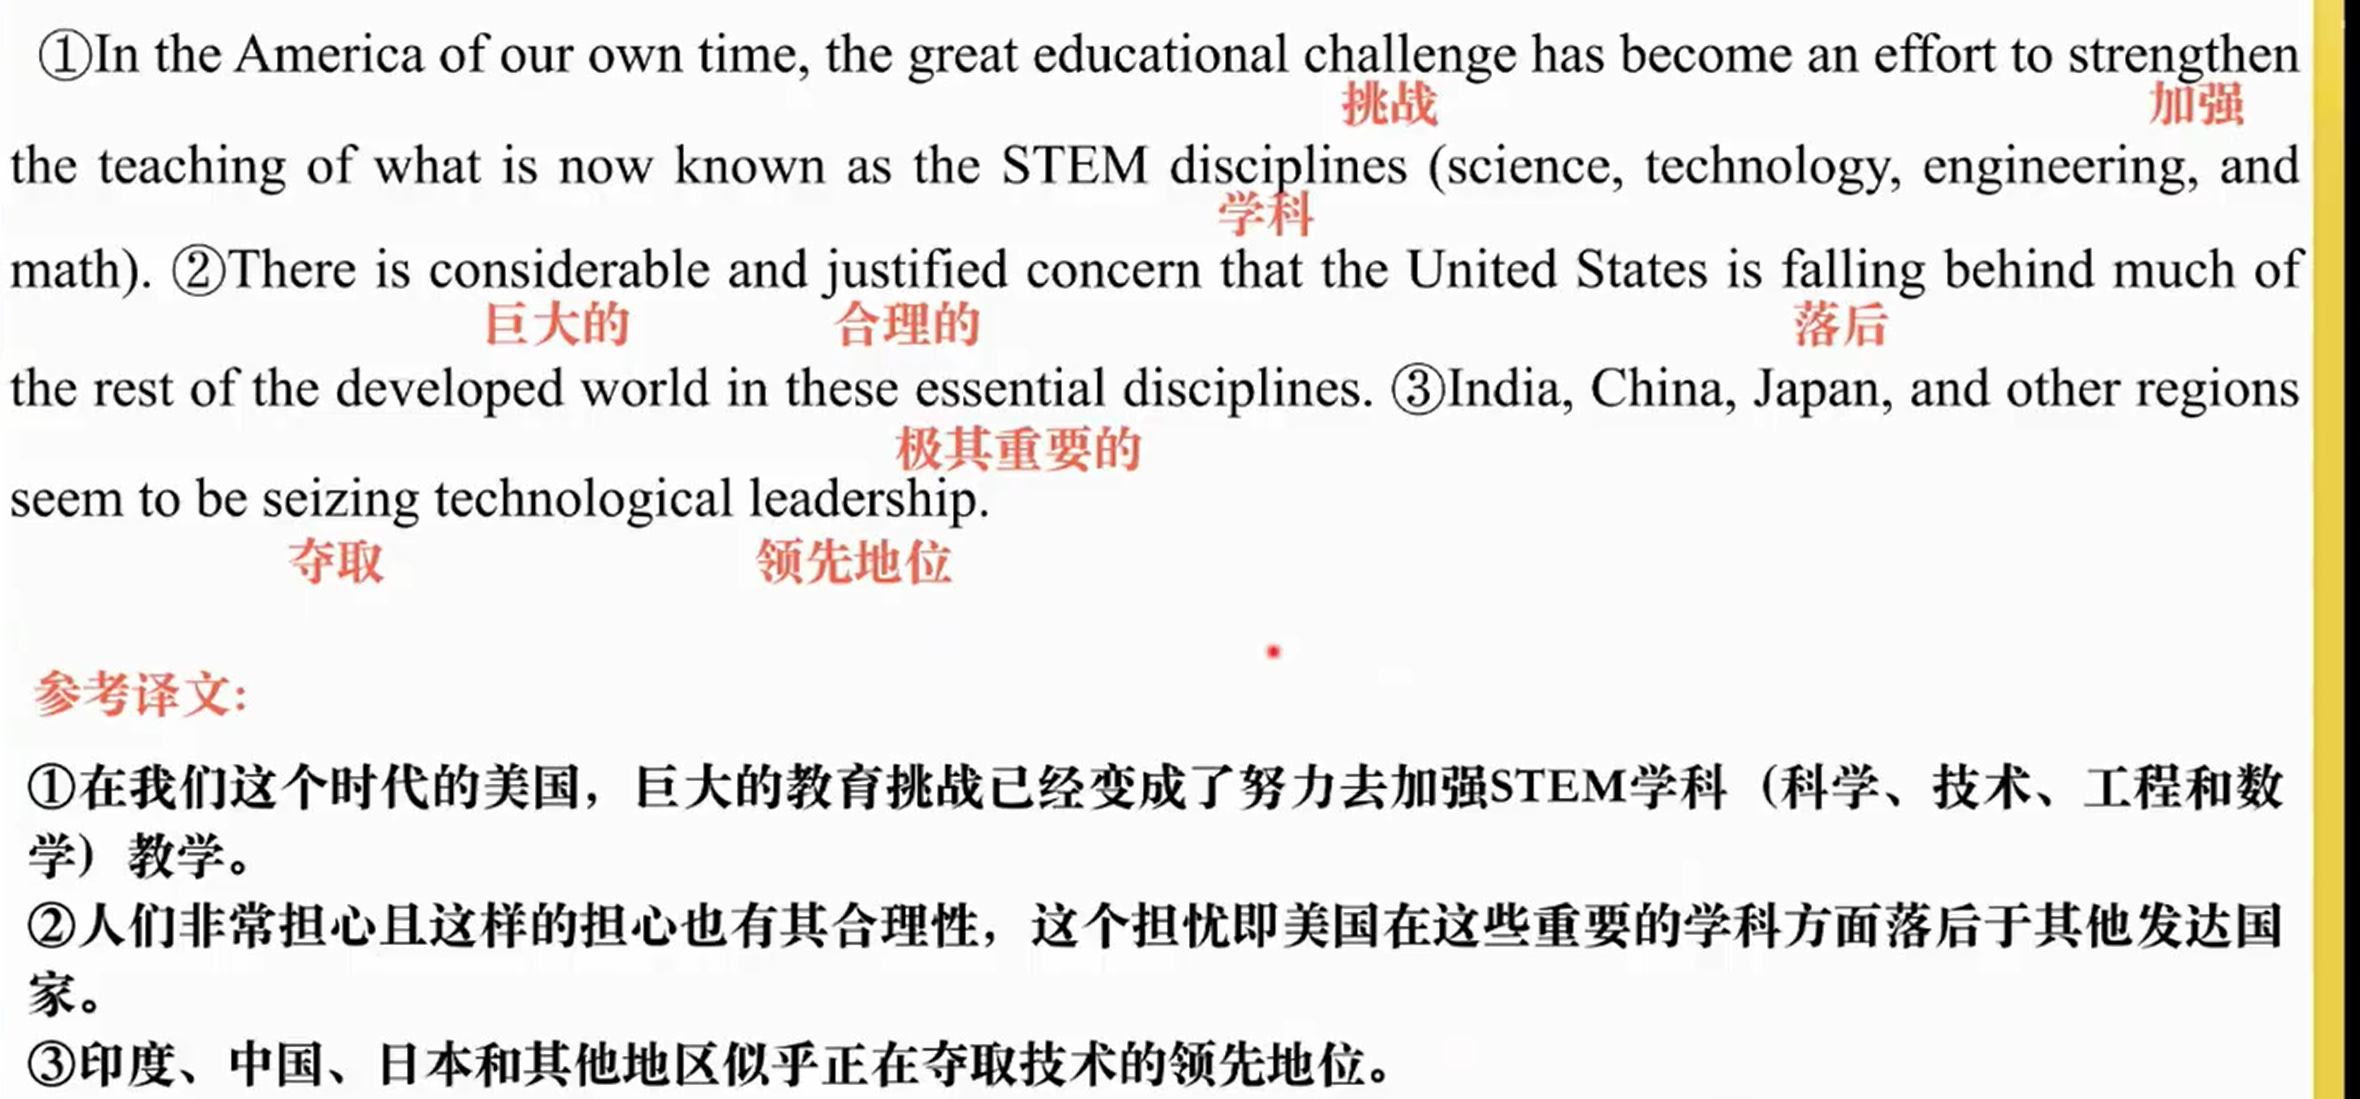 ①In the America of our own time, the great educational challenge has become an effort to strengthen
挑战 加强
the teaching of what is now known as the STEM disciplines (science, technology, engineering, and
学科
math). ②There is considerable and justified concern that the United States is falling behind much of
巨大的 合理的 落后
the rest of the developed world in these essential disciplines. ③India, China, Japan, and other regions
极其重要的
seem to be seizing technological leadership.
夺取 领先地位
参考译文:
①在我们这个时代的美国，巨大的教育挑战已经变成了努力去加强STEM学科（科学、技术、工程和数
学）教学。
②人们非常担心且这样的担心也有其合理性，这个担忧即美国在这些重要的学科方面落后于其他发达国
家。
③印度、中国、日本和其他地区似乎正在夺取技术的领先地位。